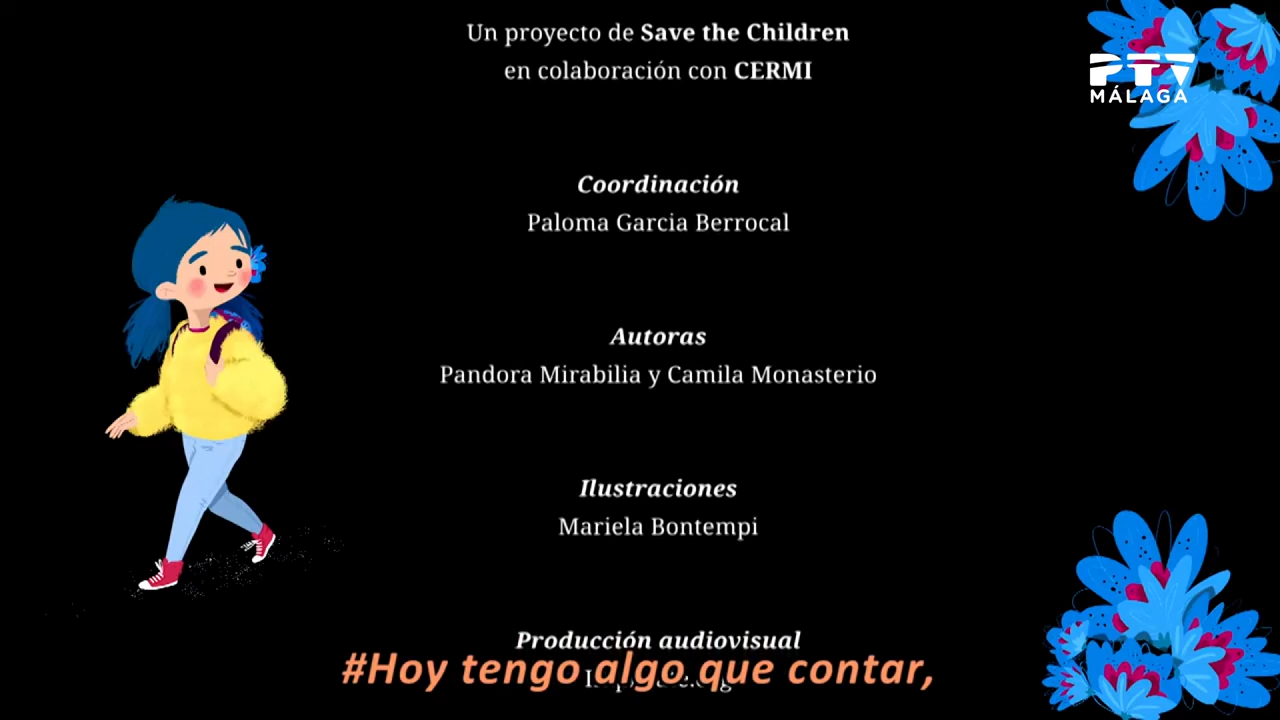 Un proyecto de Save the Children
en colaboración con CERMI
PTV
MÁLAGA
Coordinación
Paloma Garcia Berrocal
Autoras
Pandora Mirabilia y Camila Monasterio
Ilustraciones
Mariela Bontempi
Producción audiovisual
#Hoy tengo algo que contar,